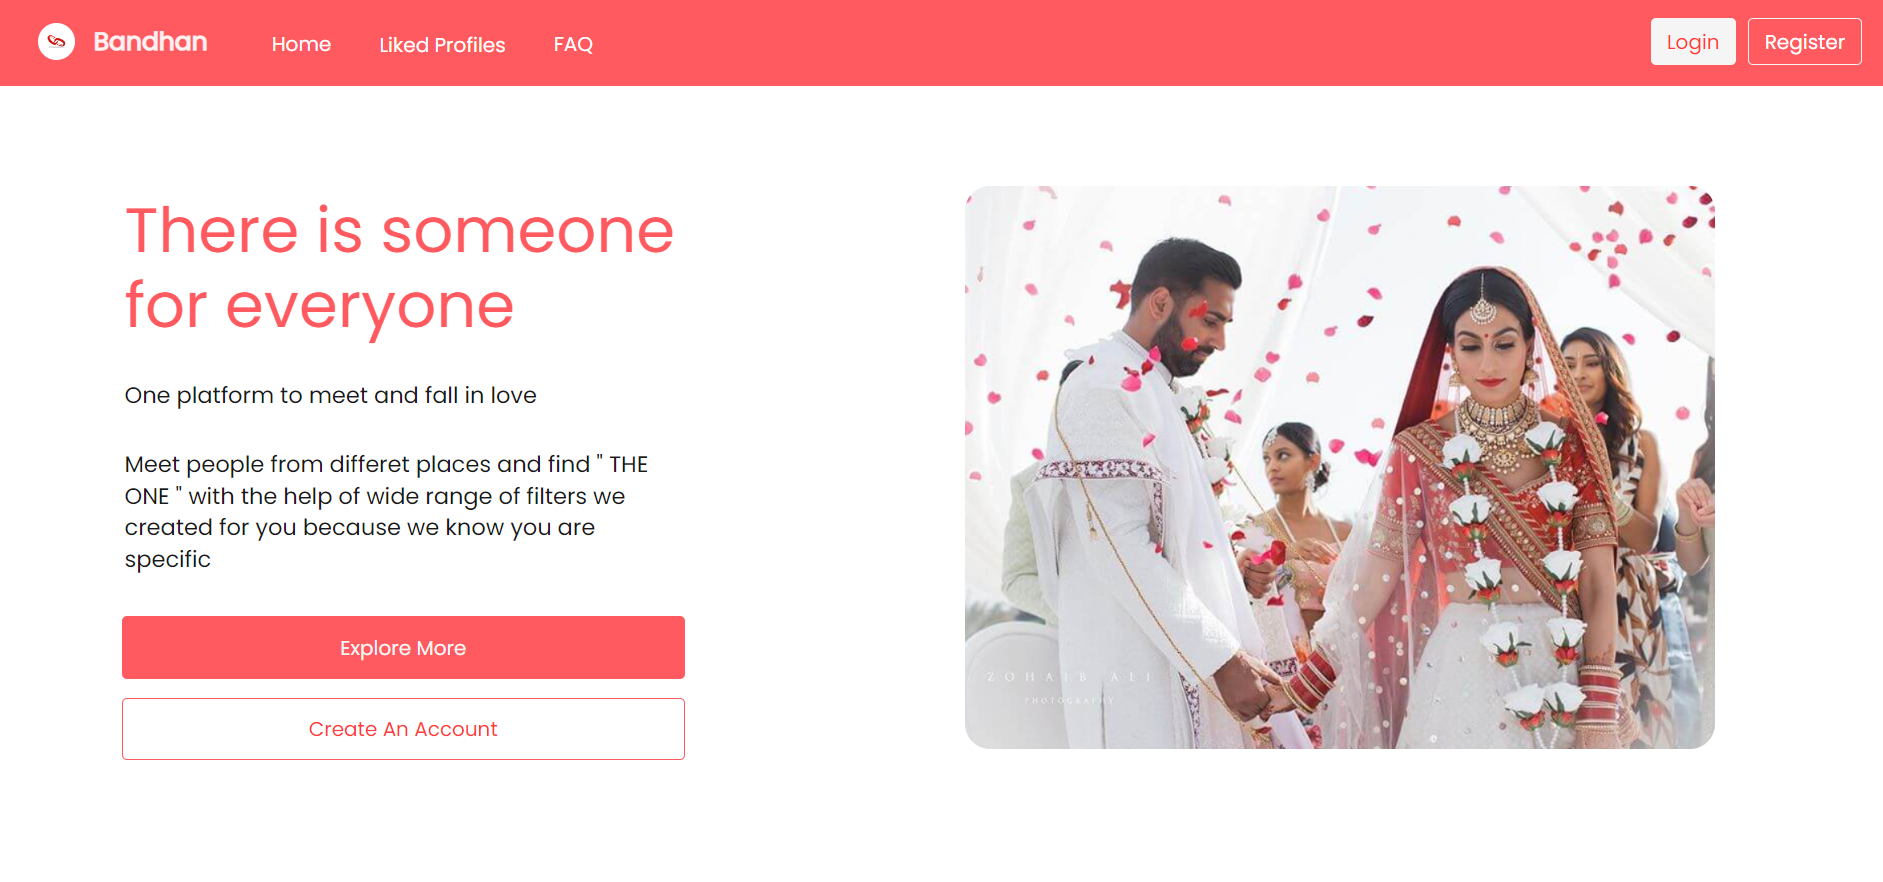 Bandhan
Home
Liked Profiles
FAQ
Login
Register
There is someone
for everyone
One platform to meet and fall in love
Meet people from differet places and find " THE
ONE " with the help of wide range of filters we
created for you because we know you are
specific
Explore More
Create An Account
ZOHAIB ALI
PHOTOGRAPHY